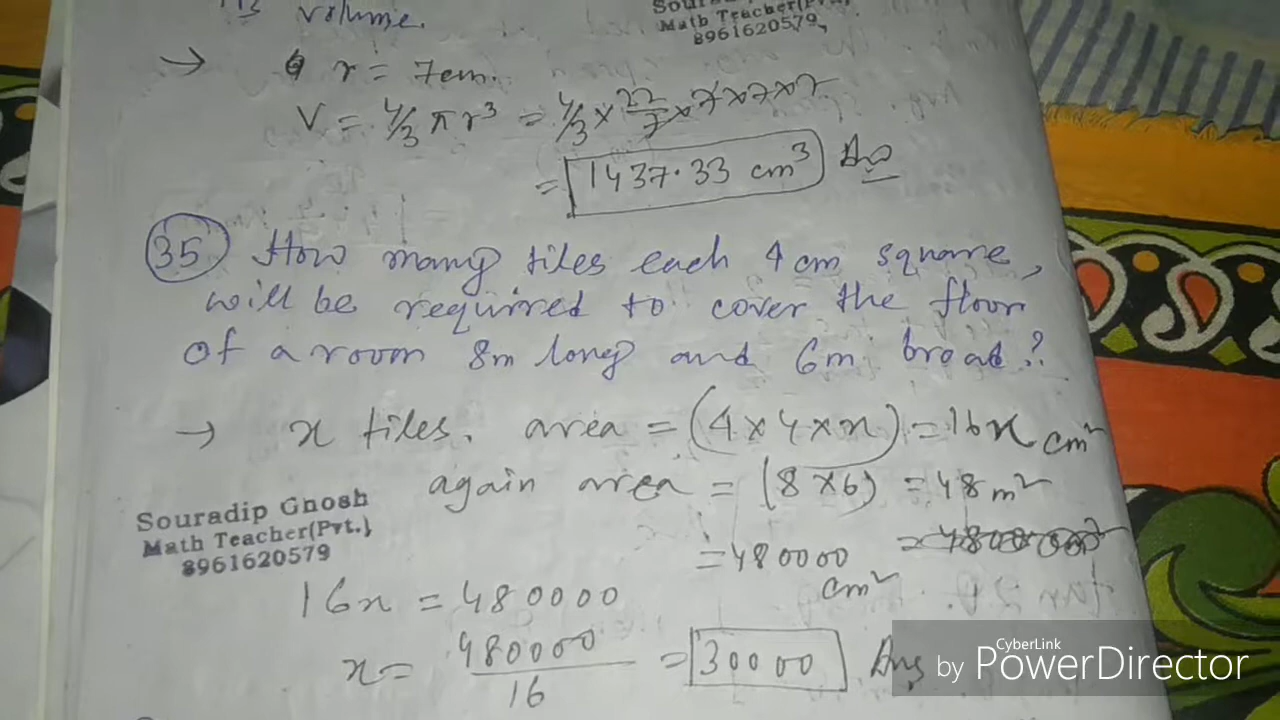 volume.
Math Teacher(Pvt.)
8961620579
→ r = 7cm.
V = 4/3 πr³ = 4/3 × 22/7 × 7 × 7 × 7
= 1437.33 cm³ Ans
35 How many tiles each 4 cm square,
will be required to cover the floor
of a room 8m long and 6m broad?
→ x tiles. area = (4×4×x) = 16x cm²
again area = (8×6) = 48m²
= 480000 cm²
Souradip Ghosh
Math Teacher(Pvt.)
8961620579
16x = 480000
x = 480000/16 = 30000 Ans
by CyberLink PowerDirector